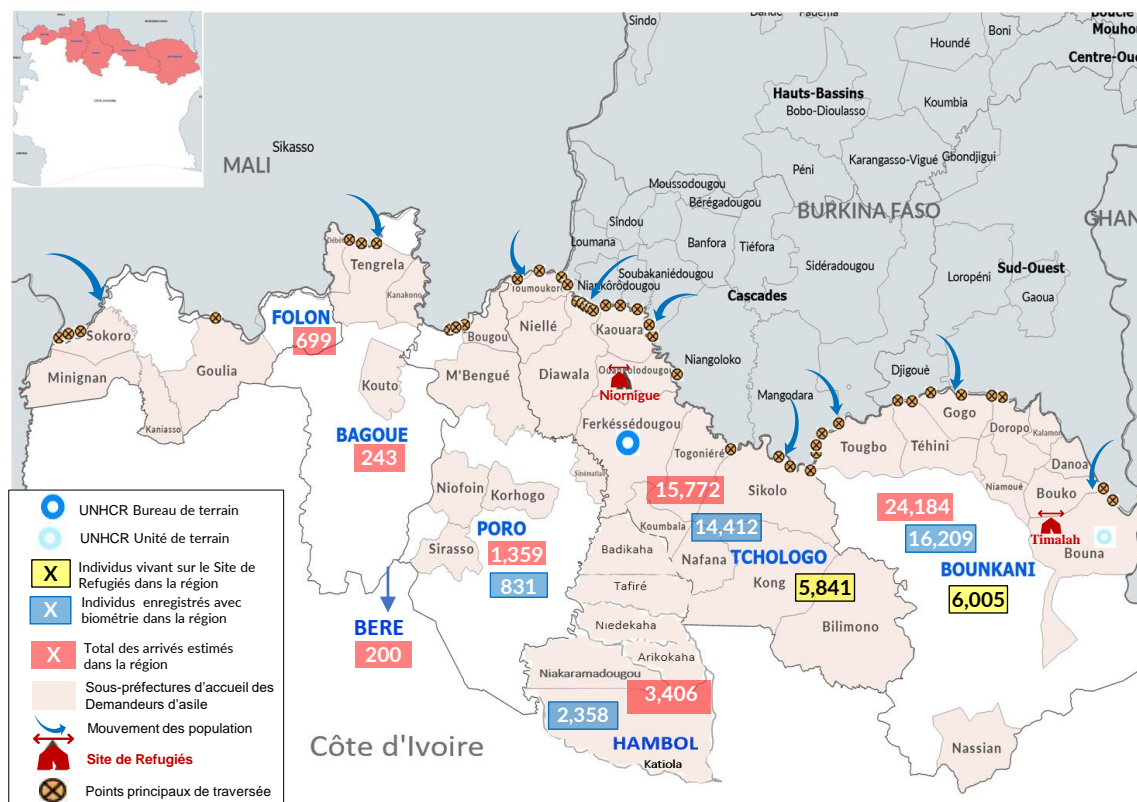 MALI
Sikasso
BURKINA FASO
GHAN
CÔTE D'IVOIRE
Sindo
Houndé
Boni
Mouhou
Centre-Oue
Hauts-Bassins
Bobo-Dioulasso
Koumbia
Péni
Karangasso-Vigué
Gbondjigui
Moussodougou
Bérégadougou
Sindou
Loumana
Banfora
Tiéfora
Soubakaniédougou
Niankôrôdougou
Sidéradougou
Loropéni
Sud-Ouest
Gaoua
Cascades
Niangoloko
Mangodara
Djigouè
Tengrela
Kanakono
FOLON
699
Sokoro
Minignan
Goulia
Kaniasso
Kouto
BAGOUE
243
Toumoukoro
Niellé
Kaouara
Bougou
M'Bengué
Diawala
Niornigue
Ferkéssédougou
Togoniéré
Sikolo
15,772
14,412
TCHOLOGO
5,841
Koumbala
Nafana
Kong
Bilimono
Niofoin
Korhogo
Sirasso
PORO
1,359
831
BERE
200
Badikaha
Tafiré
Niedekaha
Arikokaha
Niakaramadougou
3,406
2,358
HAMBOL
Katiola
Gogo
Tougbo
Téhini
Doropo
Kalamon
Danoa
Niamoué
Bouko
Timalah
Bouna
24,184
16,209
BOUNKANI
6,005
Nassian
Côte d'Ivoire
UNHCR Bureau de terrain
UNHCR Unité de terrain
X
Individus vivant sur le Site de
Refugiés dans la région
X
Individus enregistrés avec
biométrie dans la région
X
Total des arrivés estimés
dans la région
Sous-préfectures d'accueil des
Demandeurs d'asile
Mouvement des population
Site de Refugiés
Points principaux de traversée